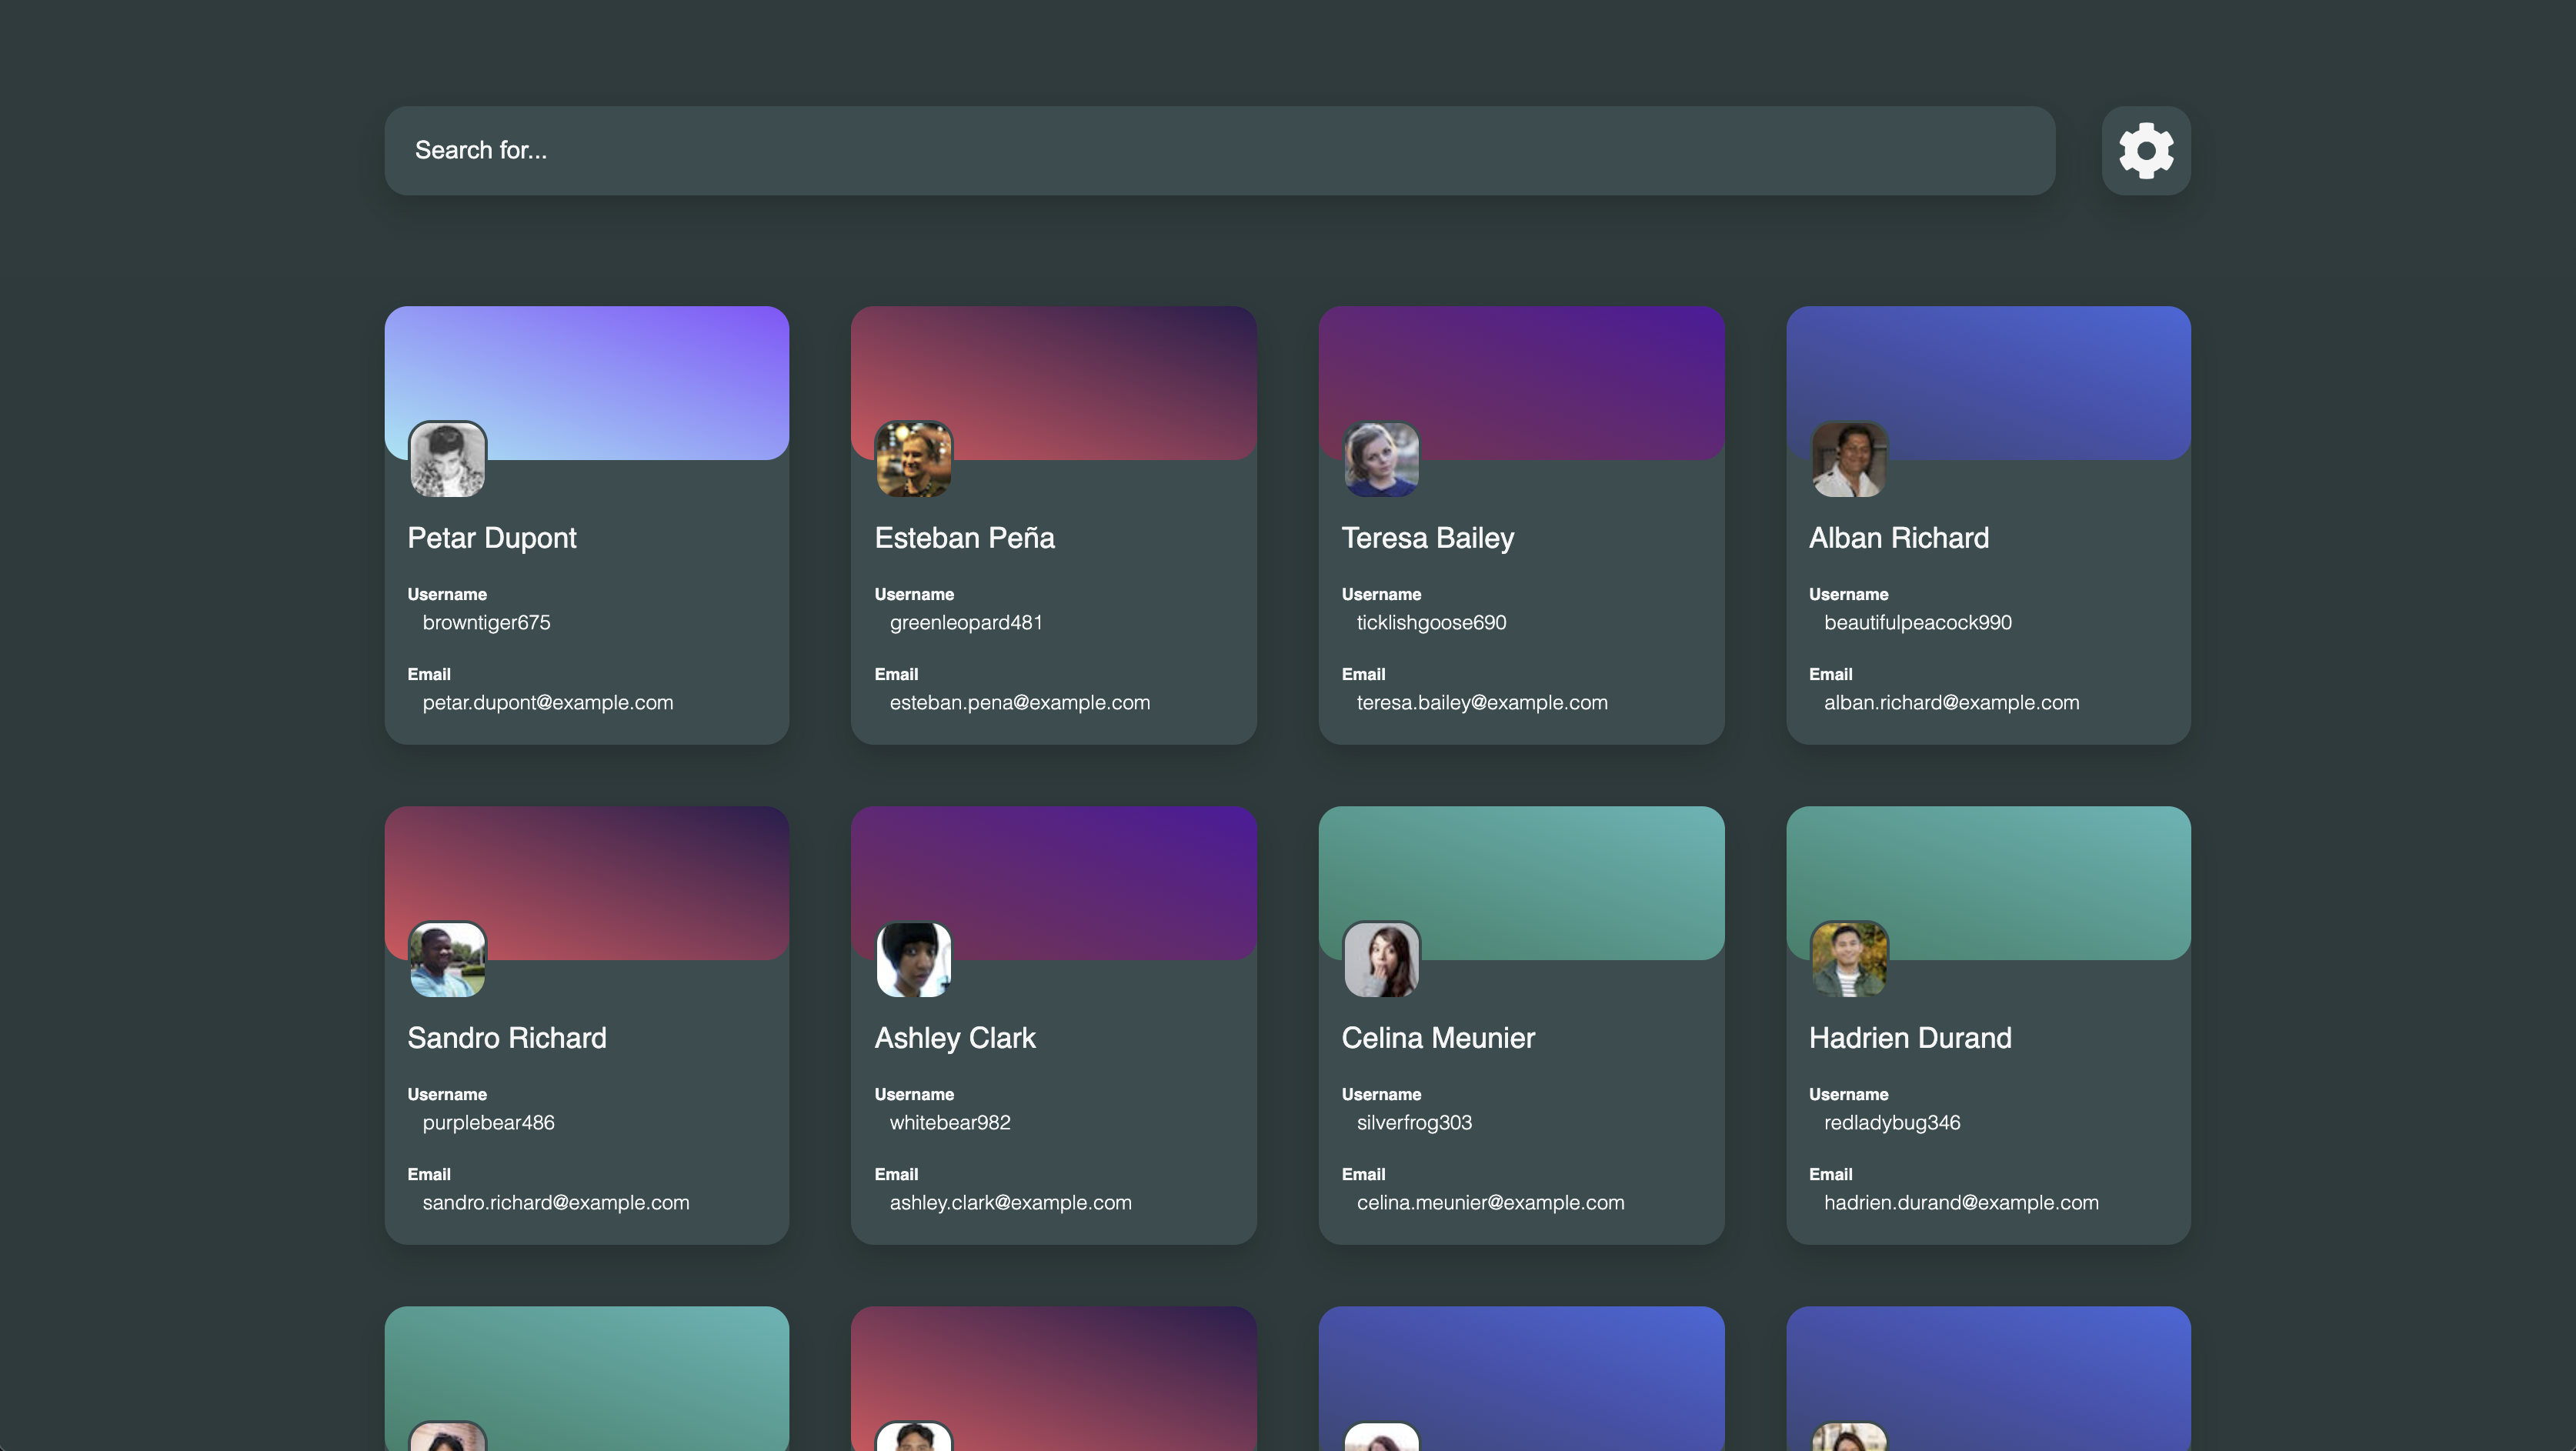 Search for...
Petar Dupont
Username
browntiger675
Email
petar.dupont@example.com
Esteban Peña
Username
greenleopard481
Email
esteban.pena@example.com
Teresa Bailey
Username
ticklishgoose690
Email
teresa.bailey@example.com
Alban Richard
Username
beautifulpeacock990
Email
alban.richard@example.com
Sandro Richard
Username
purplebear486
Email
sandro.richard@example.com
Ashley Clark
Username
whitebear982
Email
ashley.clark@example.com
Celina Meunier
Username
silverfrog303
Email
celina.meunier@example.com
Hadrien Durand
Username
redladybug346
Email
hadrien.durand@example.com